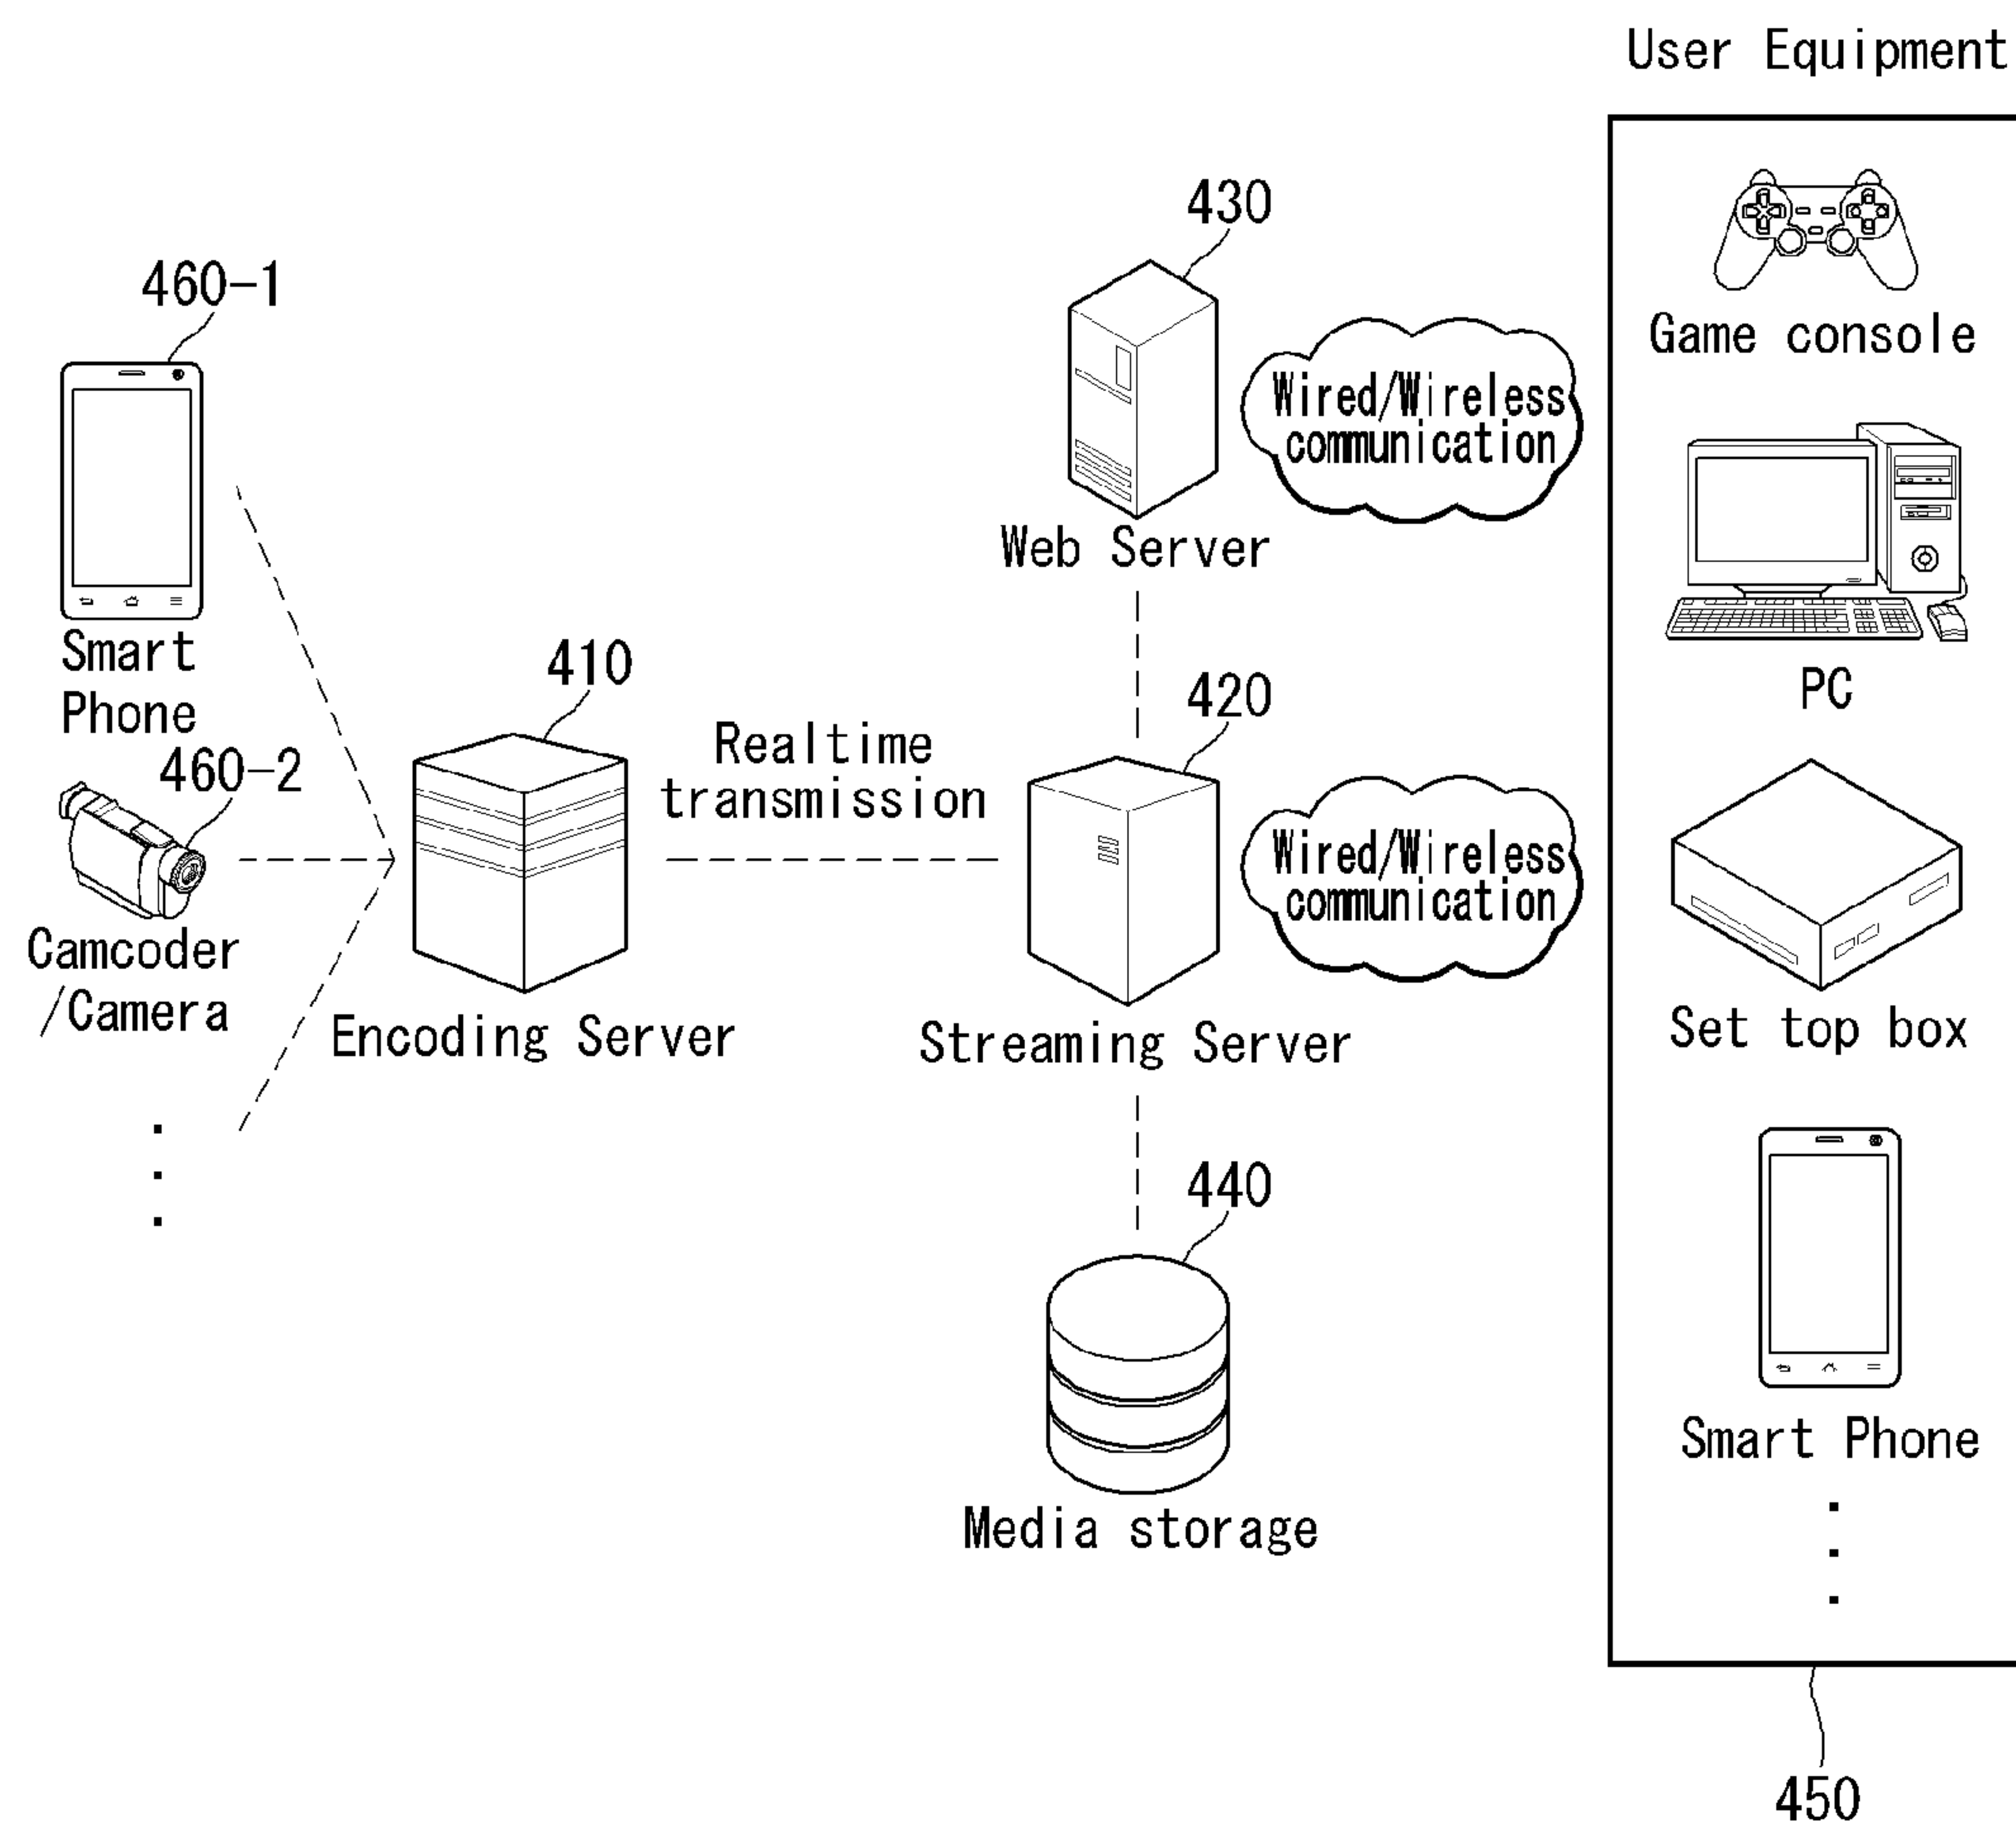 User Equipment
430
460-1
Game console
Wired/Wireless
communication
Web Server
Smart
Phone
410
420
PC
460-2
Realtime
transmission
Wired/Wireless
communication
Camcoder
/Camera
Encoding Server
Streaming Server
Set top box
440
Smart Phone
Media storage
450